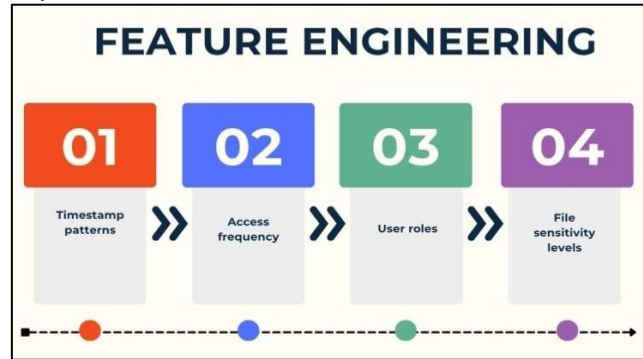 FEATURE ENGINEERING
01
02
03
04
Timestamp
patterns
Access
frequency
User roles
File
sensitivity
levels